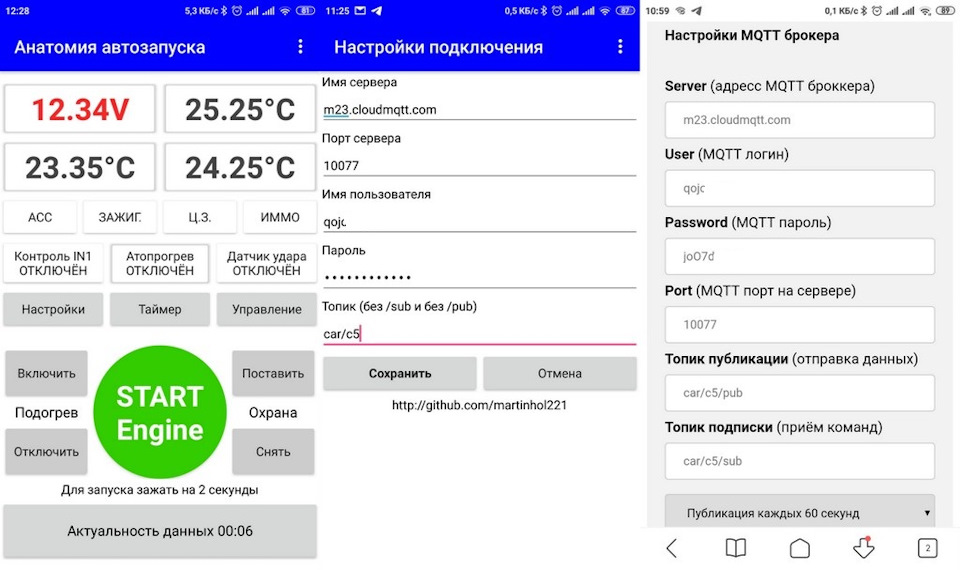 12:28
5,3 КБ/с
81
Анатомия автозапуска
12.34V
25.25°C
23.35°C
24.25°C
АСС
ЗАЖИГ.
Ц.З.
ИММО
Контроль IN1
ОТКЛЮЧЁН
Атопрогрев
ОТКЛЮЧЁН
Датчик удара
ОТКЛЮЧЁН
Настройки
Таймер
Управление
Включить
Подогрев
Отключить
START
Engine
Поставить
Охрана
Снять
Для запуска зажать на 2 секунды
Актуальность данных 00:06
11:25
0,5 КБ/с
87
Настройки подключения
Имя сервера
m23.cloudmqtt.com
Порт сервера
10077
Имя пользователя
qojc
Пароль
••••••••••••
Топик (без /sub и без /pub)
car/c5
Сохранить
Отмена
http://github.com/martinhol221
10:59
0,1 КБ/с
89
Настройки MQTT брокера
Server (адресс MQTT броккера)
m23.cloudmqtt.com
User (MQTT логин)
qojc
Password (MQTT пароль)
joO7d
Port (MQTT порт на сервере)
10077
Топик публикации (отправка данных)
car/c5/pub
Топик подписки (приём команд)
car/c5/sub
Публикация каждых 60 секунд
2